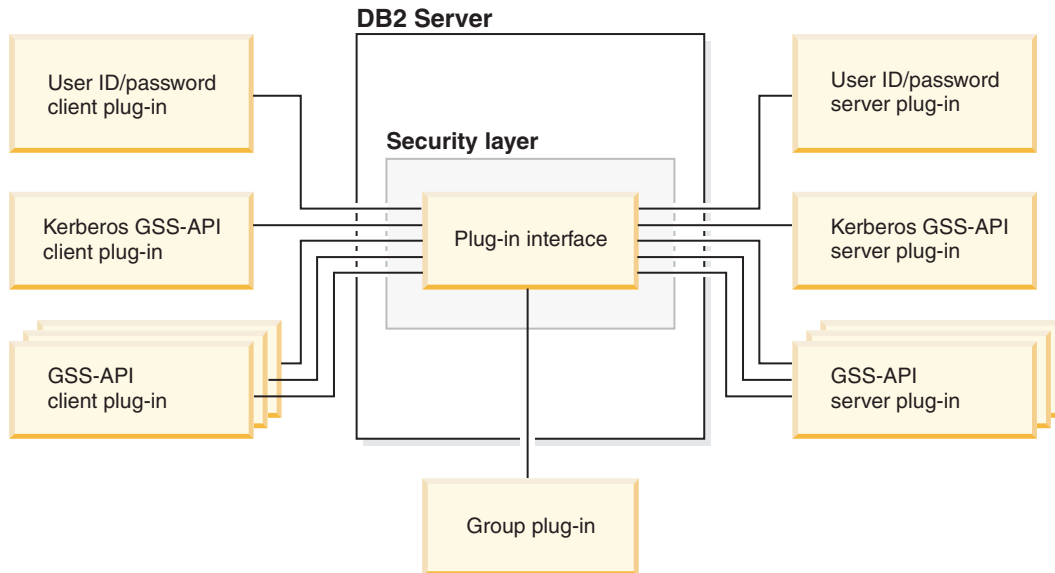 DB2 Server
User ID/password
client plug-in
User ID/password
server plug-in
Security layer
Kerberos GSS-API
client plug-in
Plug-in interface
Kerberos GSS-API
server plug-in
GSS-API
client plug-in
GSS-API
server plug-in
Group plug-in